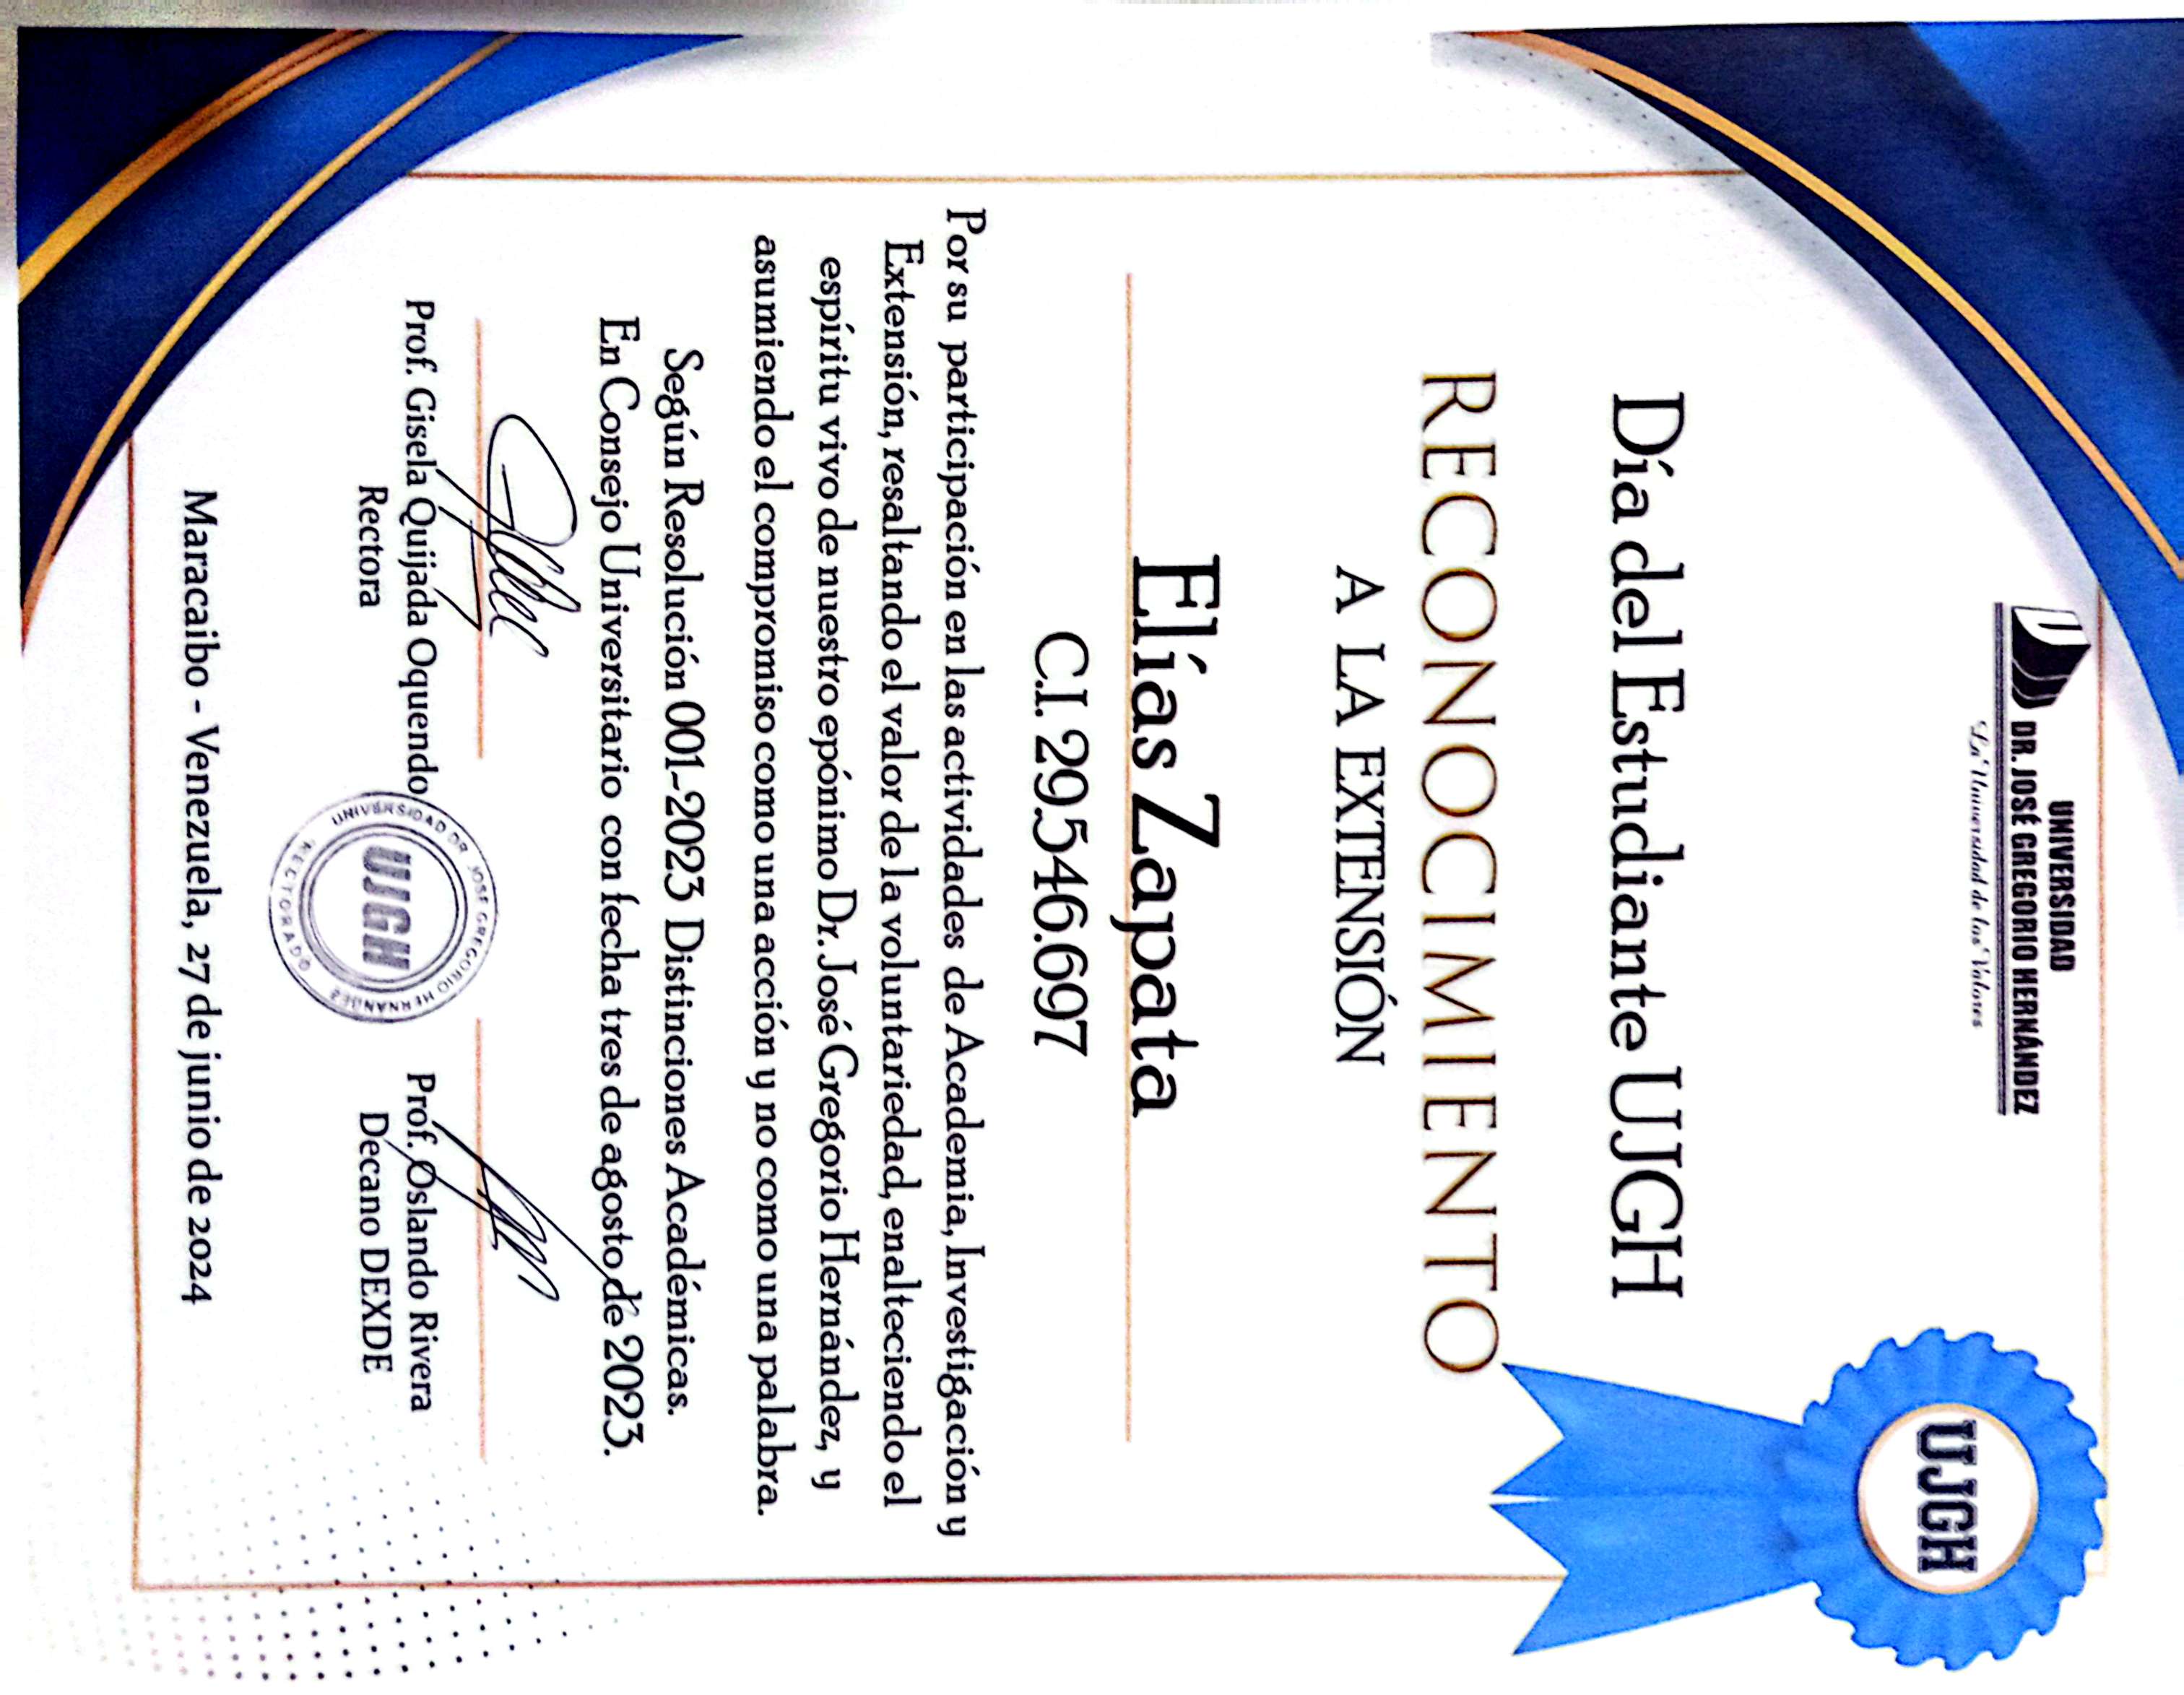 UNIVERSIDAD
DR. JOSÉ GREGORIO HERNÁNDEZ
La Universidad de los Valores
UJGH
Día del Estudiante UJGH
RECONOCIMIENTO
A LA EXTENSIÓN
Elías Zapata
C.I. 29.546.697
Por su participación en las actividades de Academia, Investigación y
Extensión, resaltando el valor de la voluntariedad, enalteciendo el
espíritu vivo de nuestro epónimo Dr. José Gregorio Hernández, y
asumiendo el compromiso como una acción y no como una palabra.
Según Resolución 001-2023 Distinciones Académicas.
En Consejo Universitario con fecha tres de agosto de 2023.
Prof. Gisela Quijada Oquendo
Rectora
UNIVERSIDAD DR. JOSE GREGORIO HERNANDEZ
UJGH
RECTORADO
Prof. Oslando Rivera
Decano DEXDE
Maracaibo - Venezuela, 27 de junio de 2024